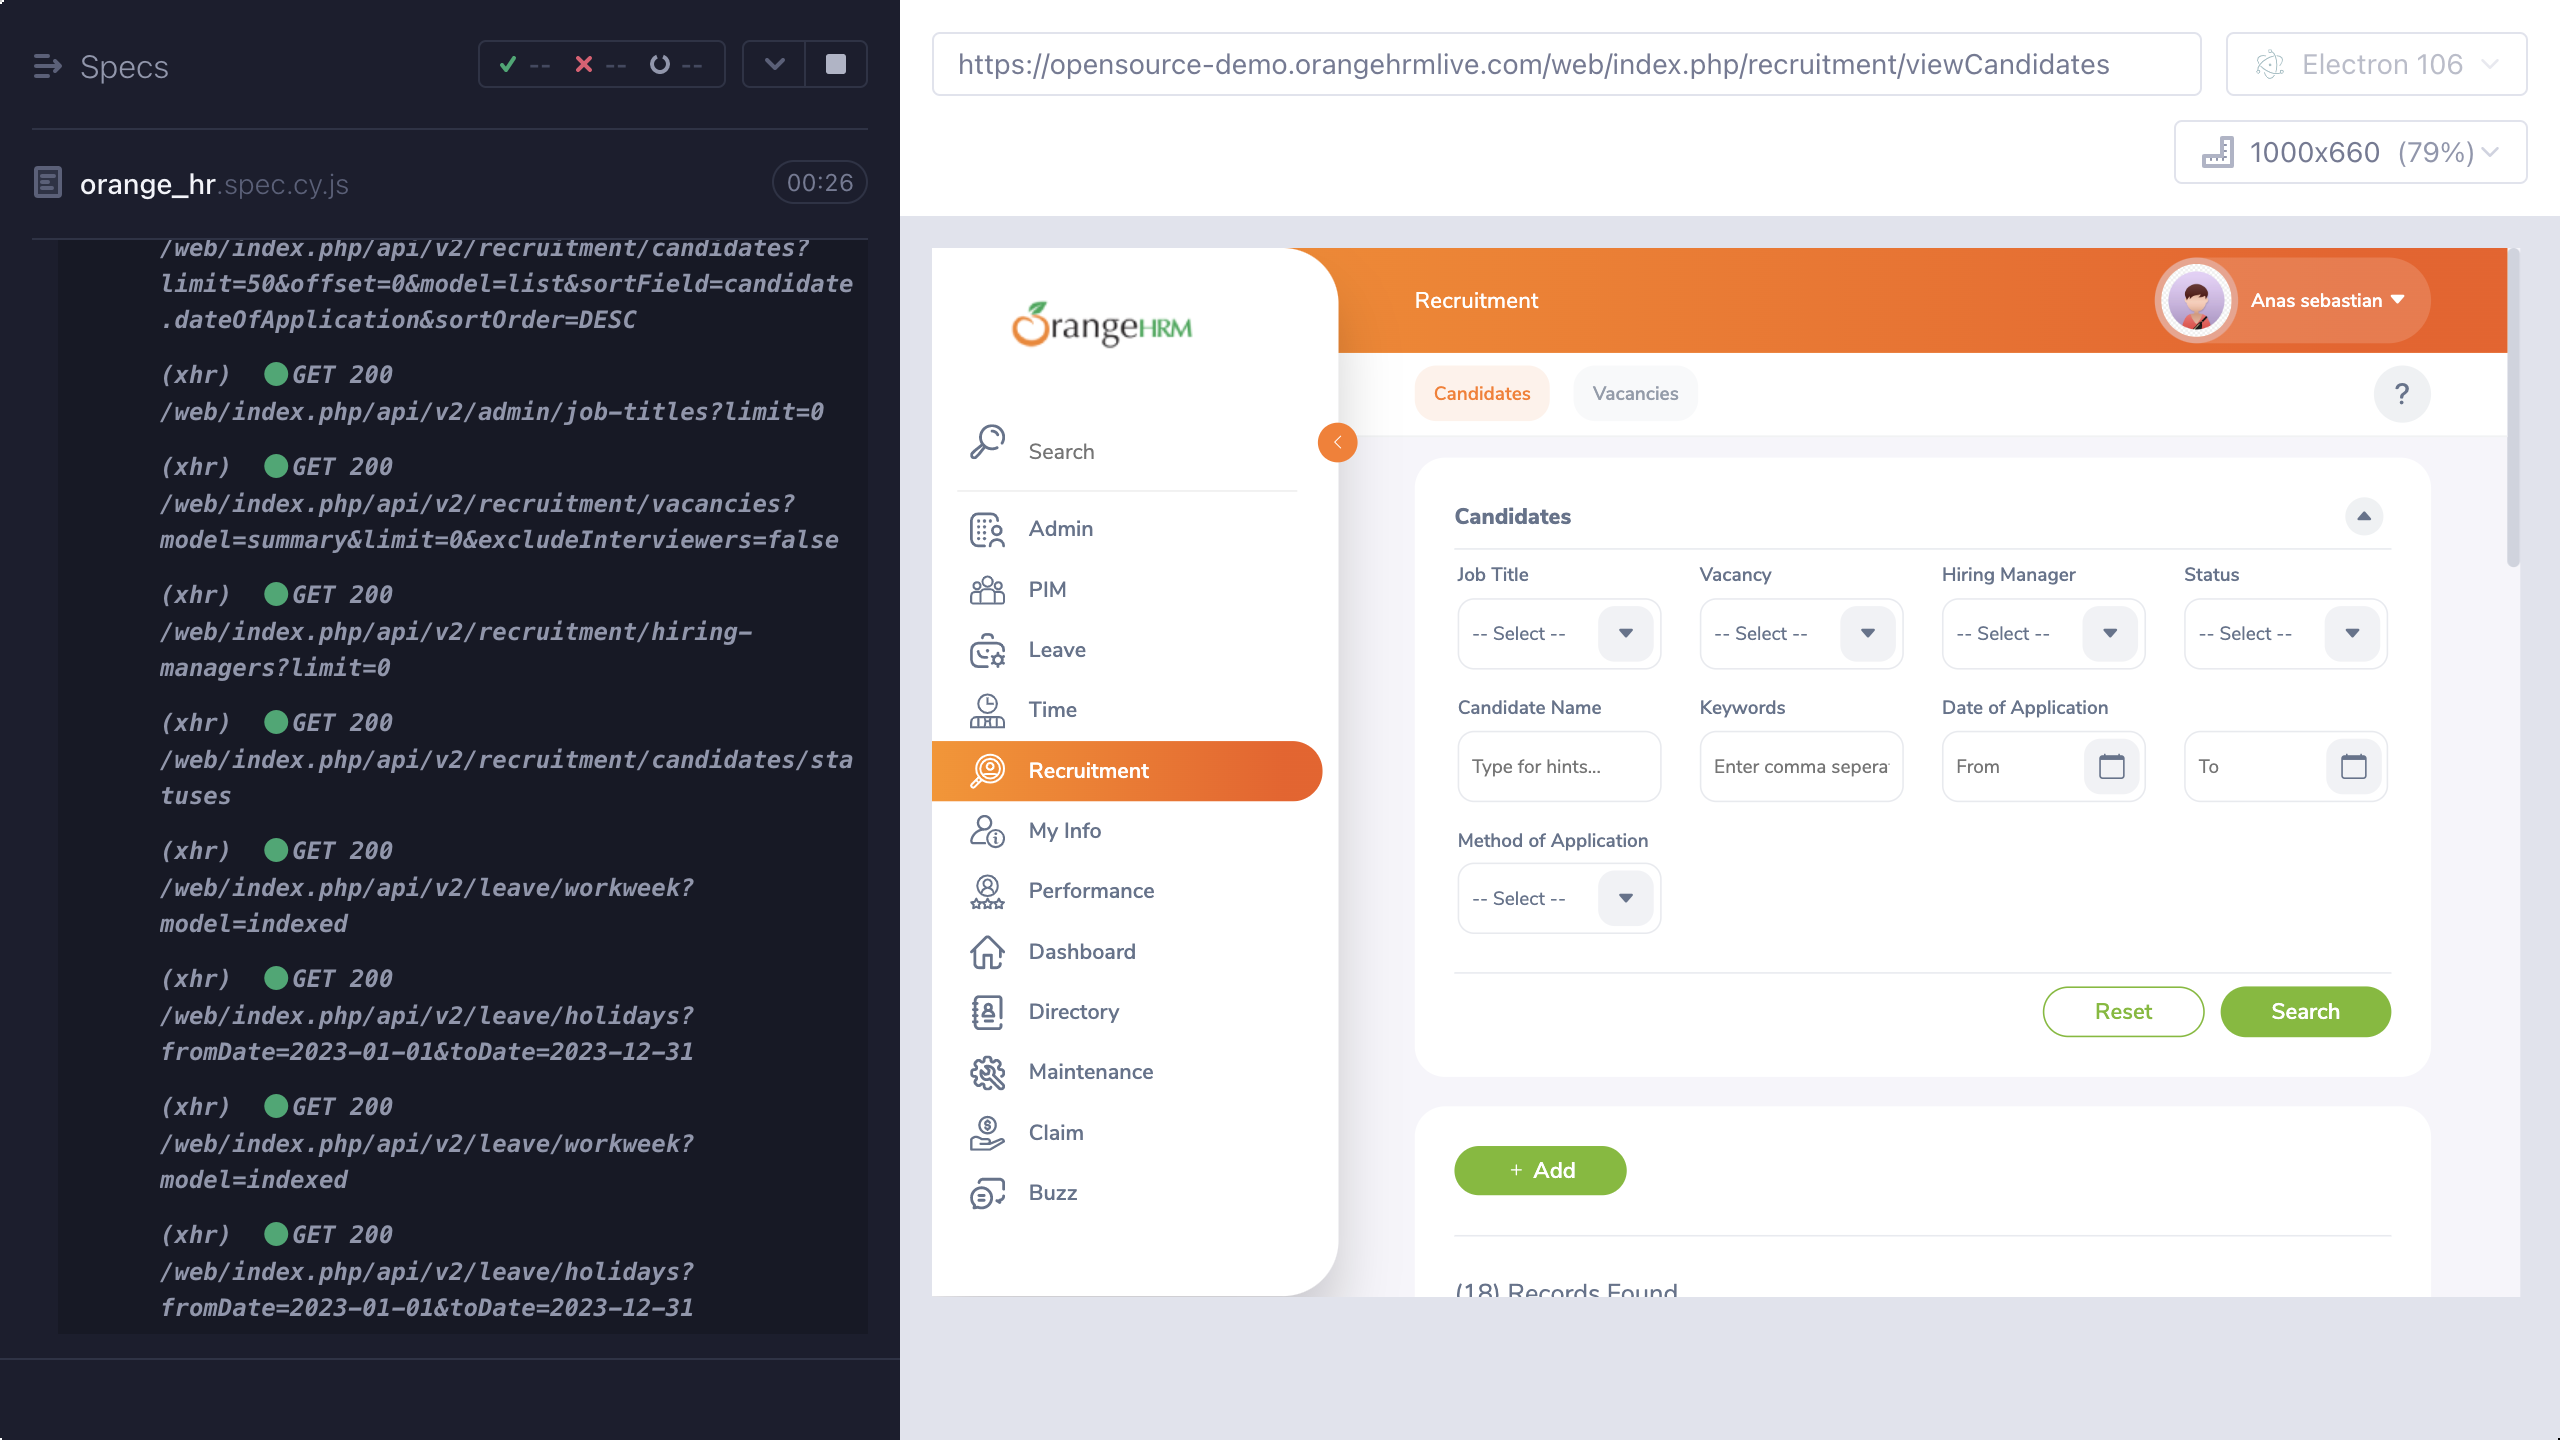 Specs
-- -- --
orange_hr.spec.cy.js
00:26
/web/index.php/api/v2/recruitment/candidates?
limit=50&offset=0&model=list&sortField=candidate
.dateOfApplication&sortOrder=DESC
(xhr) GET 200
/web/index.php/api/v2/admin/job-titles?limit=0
(xhr) GET 200
/web/index.php/api/v2/recruitment/vacancies?
model=summary&limit=0&excludeInterviewers=false
(xhr) GET 200
/web/index.php/api/v2/recruitment/hiring-
managers?limit=0
(xhr) GET 200
/web/index.php/api/v2/recruitment/candidates/sta
tuses
(xhr) GET 200
/web/index.php/api/v2/leave/workweek?
model=indexed
(xhr) GET 200
/web/index.php/api/v2/leave/holidays?
fromDate=2023-01-01&toDate=2023-12-31
(xhr) GET 200
/web/index.php/api/v2/leave/workweek?
model=indexed
(xhr) GET 200
/web/index.php/api/v2/leave/holidays?
fromDate=2023-01-01&toDate=2023-12-31
https://opensource-demo.orangehrmlive.com/web/index.php/recruitment/viewCandidates
Electron 106
1000x660 (79%)
OrangeHRM
Search
Admin
PIM
Leave
Time
Recruitment
My Info
Performance
Dashboard
Directory
Maintenance
Claim
Buzz
Recruitment
Anas sebastian
Candidates Vacancies
?
Candidates
Job Title Vacancy Hiring Manager Status
-- Select -- -- Select -- -- Select -- -- Select --
Candidate Name Keywords Date of Application
Type for hints... Enter comma sepera From To
Method of Application
-- Select --
Reset Search
+ Add
(18) Records Found